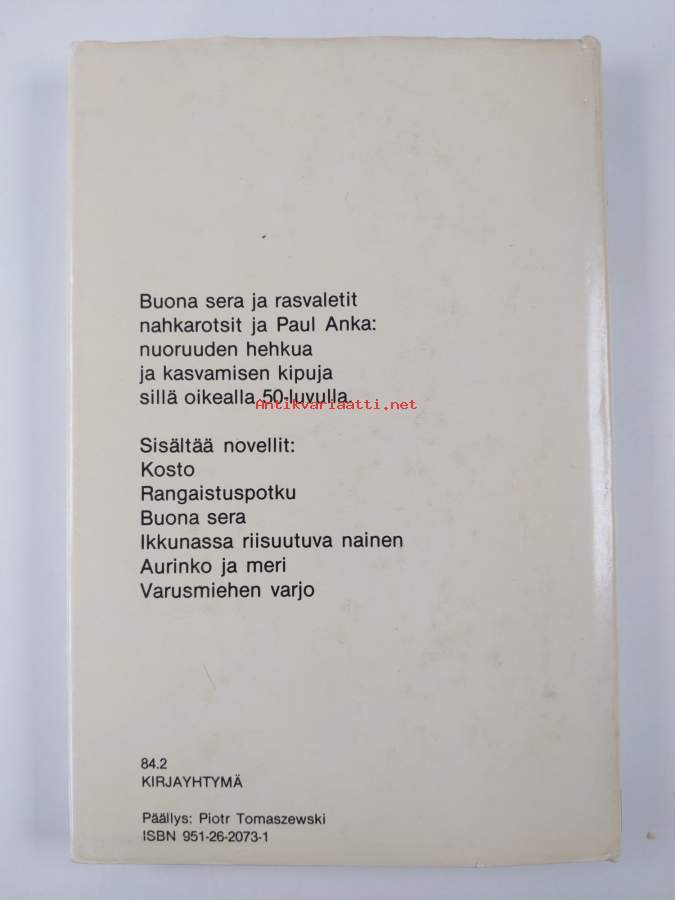 Buona sera ja rasvaletit
nahkarotsit ja Paul Anka:
nuoruuden hehkua
ja kasvamisen kipuja
sillä oikealla 50-luvulla.
Antikvariaatti.net
Sisältää novellit:
Kosto
Rangaistuspotku
Buona sera
Ikkunassa riisuutuva nainen
Aurinko ja meri
Varusmiehen varjo
84.2
KIRJAYHTYMÄ
Päällys: Piotr Tomaszewski
ISBN 951-26-2073-1